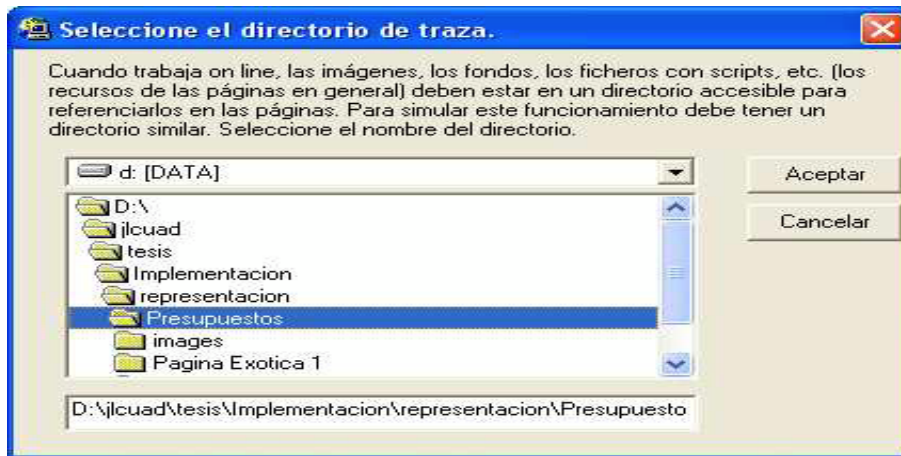 Seleccione el directorio de traza.
Cuando trabaja on line, las imágenes, los fondos, los ficheros con scripts, etc. (los
recursos de las páginas en general) deben estar en un directorio accesible para
referenciarlos en las páginas. Para simular este funcionamiento debe tener un
directorio similar. Seleccione el nombre del directorio.
d: [DATA]
Aceptar
D:\
jlcuad
Cancelar
tesis
Implementacion
representacion
Presupuestos
images
Pagina Exotica 1
D:\jlcuad\tesis\Implementacion\representacion\Presupuesto